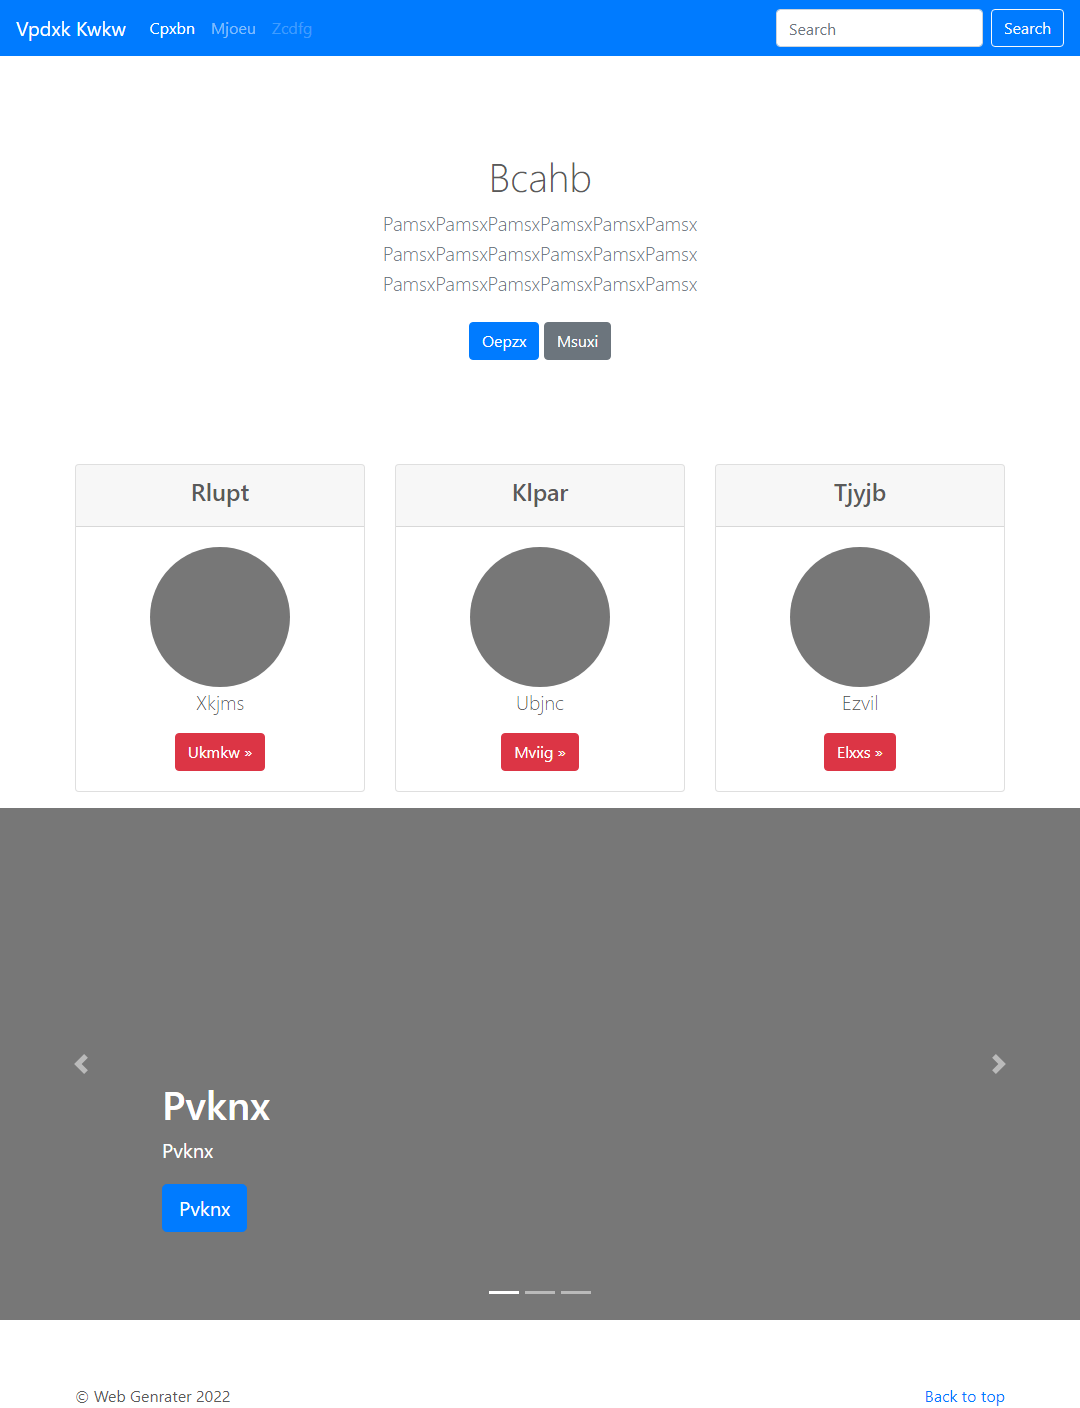 Vpdxk Kwkw Cpxbn Mjoeu Zcdfg Search Search
Bcahb
PamsxPamsxPamsxPamsxPamsxPamsx
PamsxPamsxPamsxPamsxPamsxPamsx
PamsxPamsxPamsxPamsxPamsxPamsx
Oepzx Msuxi
Rlupt
Xkjms
Ukmkw »
Klpar
Ubjnc
Mviig »
Tjyjb
Ezvil
Elxxs »
Pvknx
Pvknx
Pvknx
© Web Genrater 2022
Back to top